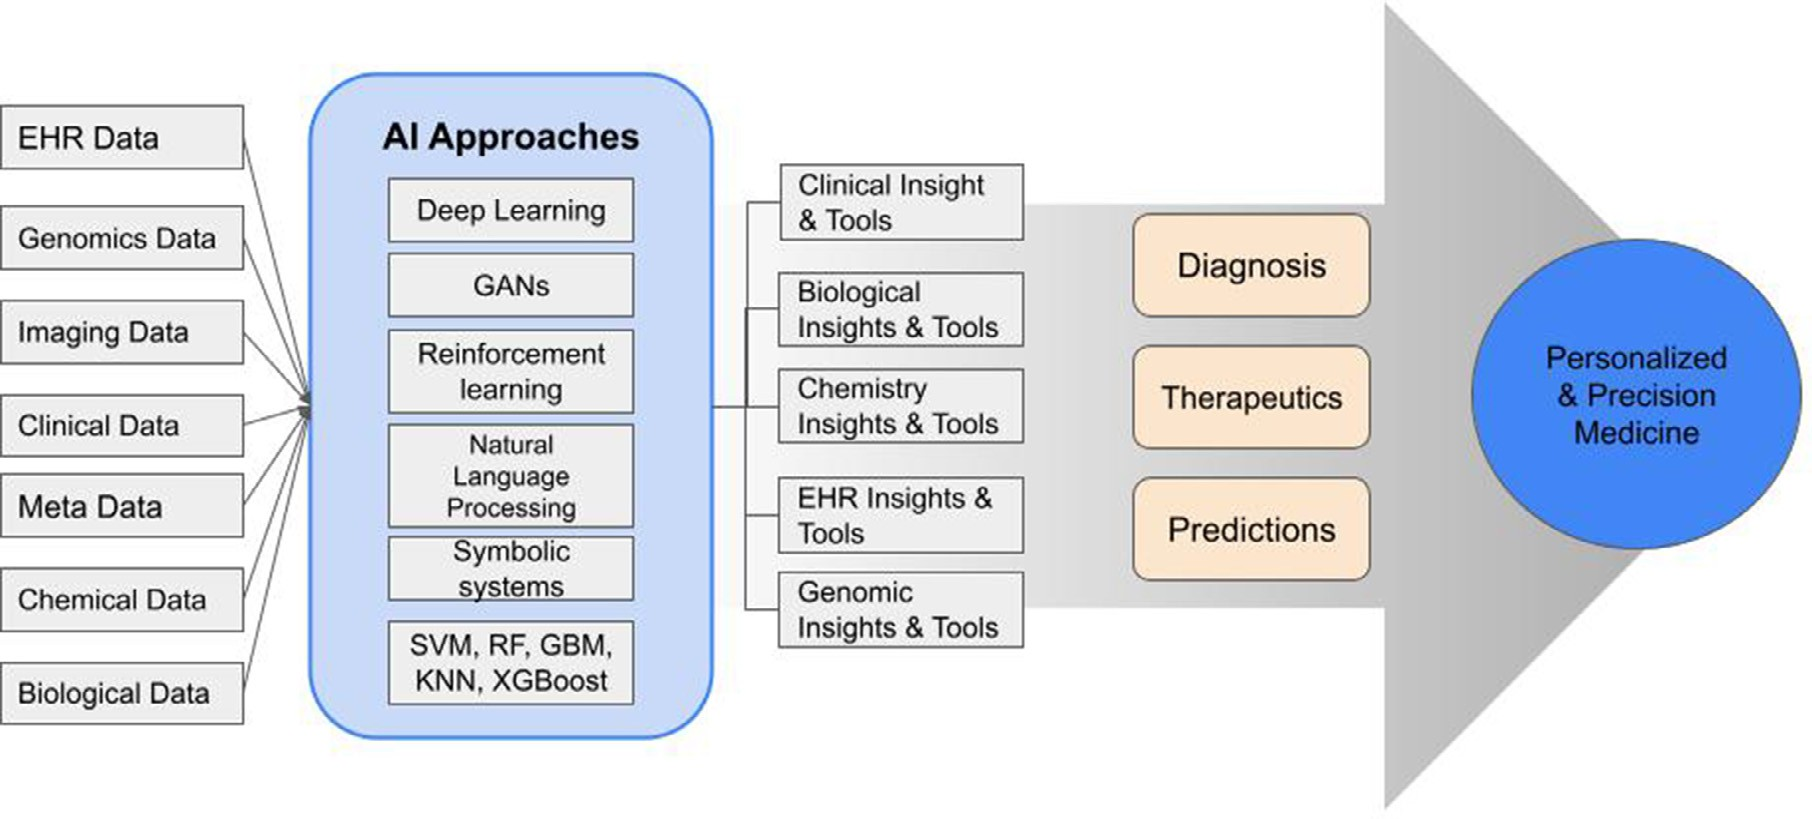 EHR Data
Genomics Data
Imaging Data
Clinical Data
Meta Data
Chemical Data
Biological Data
AI Approaches
Deep Learning
GANs
Reinforcement
learning
Natural
Language
Processing
Symbolic
systems
SVM, RF, GBM,
KNN, XGBoost
Clinical Insight
& Tools
Biological
Insights & Tools
Chemistry
Insights & Tools
EHR Insights &
Tools
Genomic
Insights & Tools
Diagnosis
Therapeutics
Predictions
Personalized
& Precision
Medicine